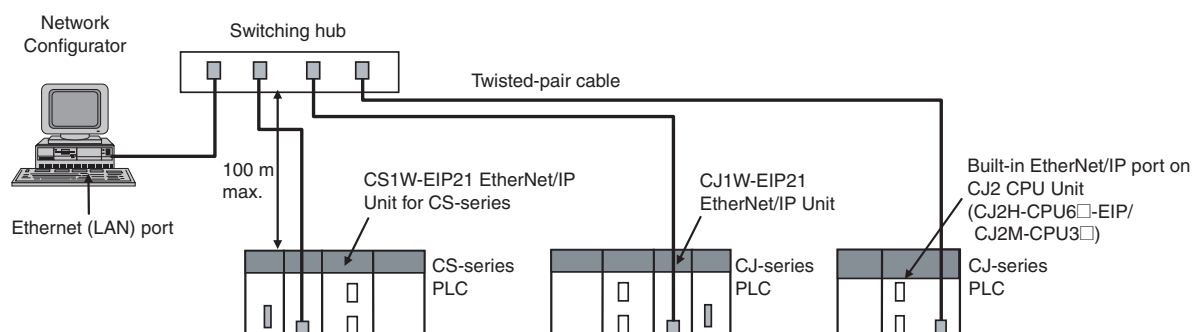 Network
Configurator
Switching hub
Twisted-pair cable
100 m
max.
Ethernet (LAN) port
CS1W-EIP21 EtherNet/IP
Unit for CS-series
CJ1W-EIP21
EtherNet/IP Unit
Built-in EtherNet/IP port on
CJ2 CPU Unit
(CJ2H-CPU6□-EIP/
CJ2M-CPU3□)
CS-series
PLC
CJ-series
PLC
CJ-series
PLC